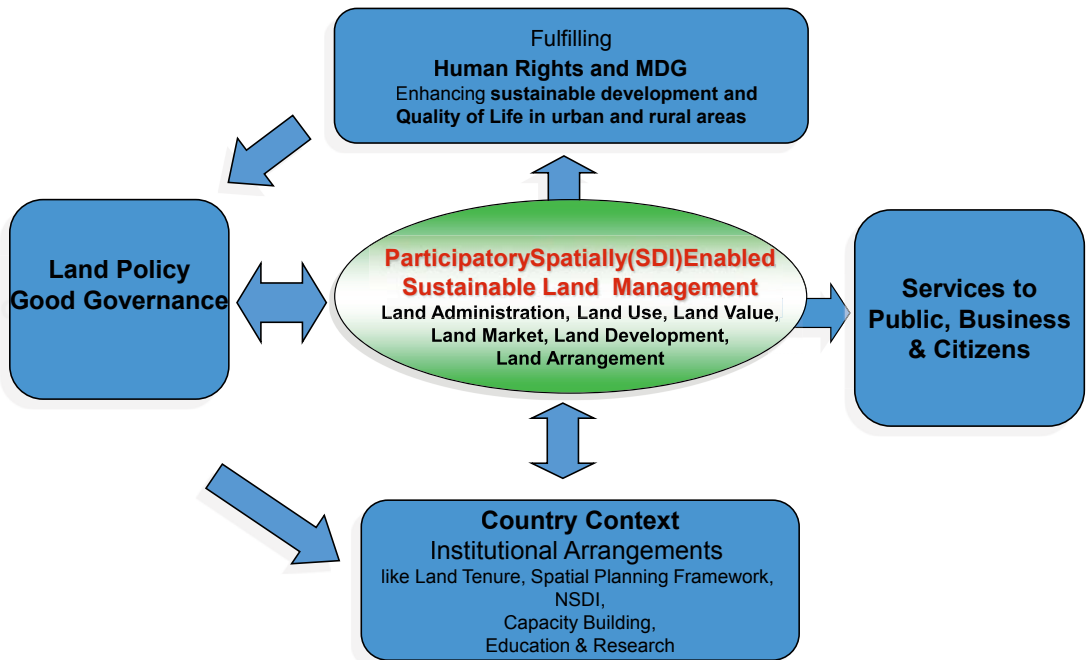 Fulfilling
Human Rights and MDG
Enhancing sustainable development and
Quality of Life in urban and rural areas
Land Policy
Good Governance
ParticipatorySpatially(SDI)Enabled
Sustainable Land Management
Land Administration, Land Use, Land Value,
Land Market, Land Development,
Land Arrangement
Services to
Public, Business
& Citizens
Country Context
Institutional Arrangements
like Land Tenure, Spatial Planning Framework,
NSDI,
Capacity Building,
Education & Research